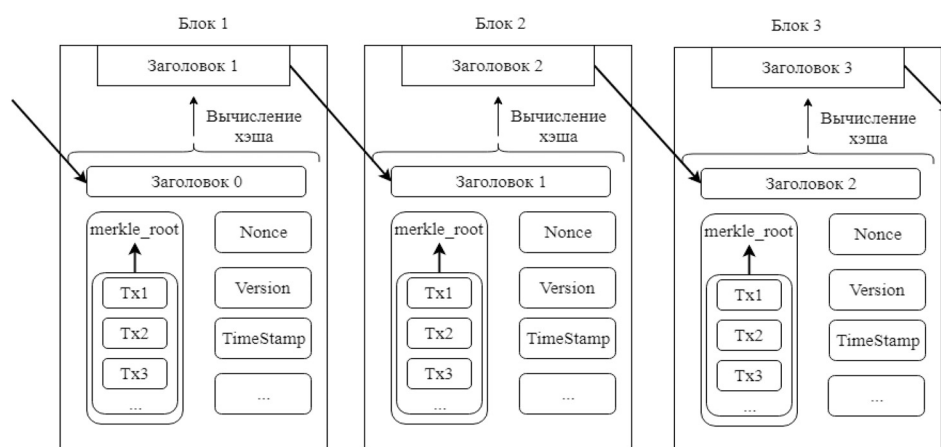 Блок 1
Заголовок 1
Вычисление
хэша
Заголовок 0
merkle_root
Tx1
Tx2
Tx3
...
Nonce
Version
TimeStamp
...
Блок 2
Заголовок 2
Вычисление
хэша
Заголовок 1
merkle_root
Tx1
Tx2
Tx3
...
Nonce
Version
TimeStamp
...
Блок 3
Заголовок 3
Вычисление
хэша
Заголовок 2
merkle_root
Tx1
Tx2
Tx3
...
Nonce
Version
TimeStamp
...